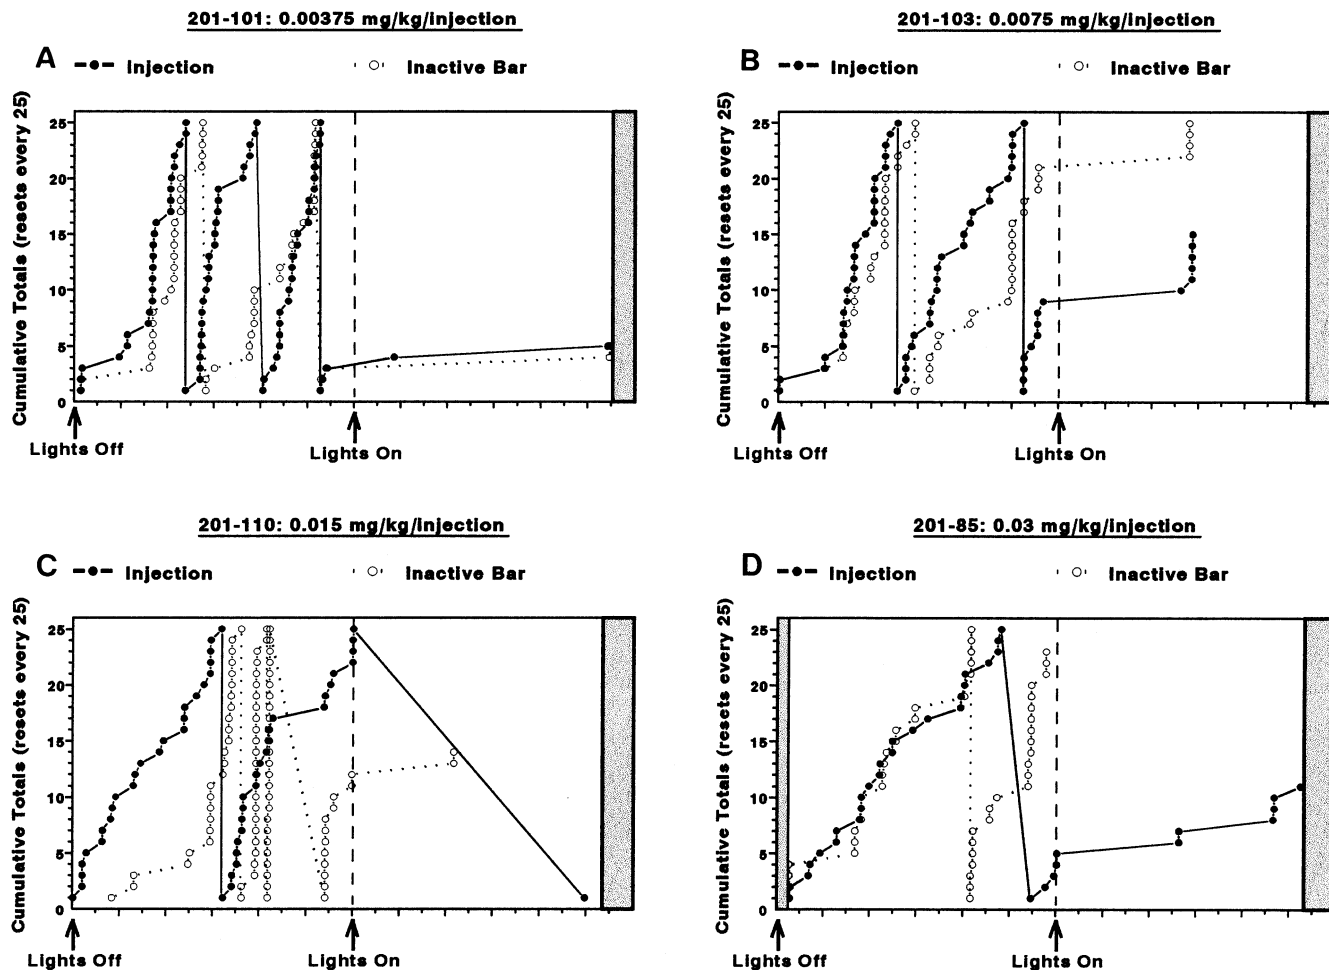 201-101: 0.00375 mg/kg/injection
A
Injection
Inactive Bar
Cumulative Totals (resets every 25)
25
20
15
10
5
0
Lights Off
Lights On
201-103: 0.0075 mg/kg/injection
B
Injection
Inactive Bar
Cumulative Totals (resets every 25)
25
20
15
10
5
0
Lights Off
Lights On
201-110: 0.015 mg/kg/injection
C
Injection
Inactive Bar
Cumulative Totals (resets every 25)
25
20
15
10
5
0
Lights Off
Lights On
201-85: 0.03 mg/kg/injection
D
Injection
Inactive Bar
Cumulative Totals (resets every 25)
25
20
15
10
5
0
Lights Off
Lights On